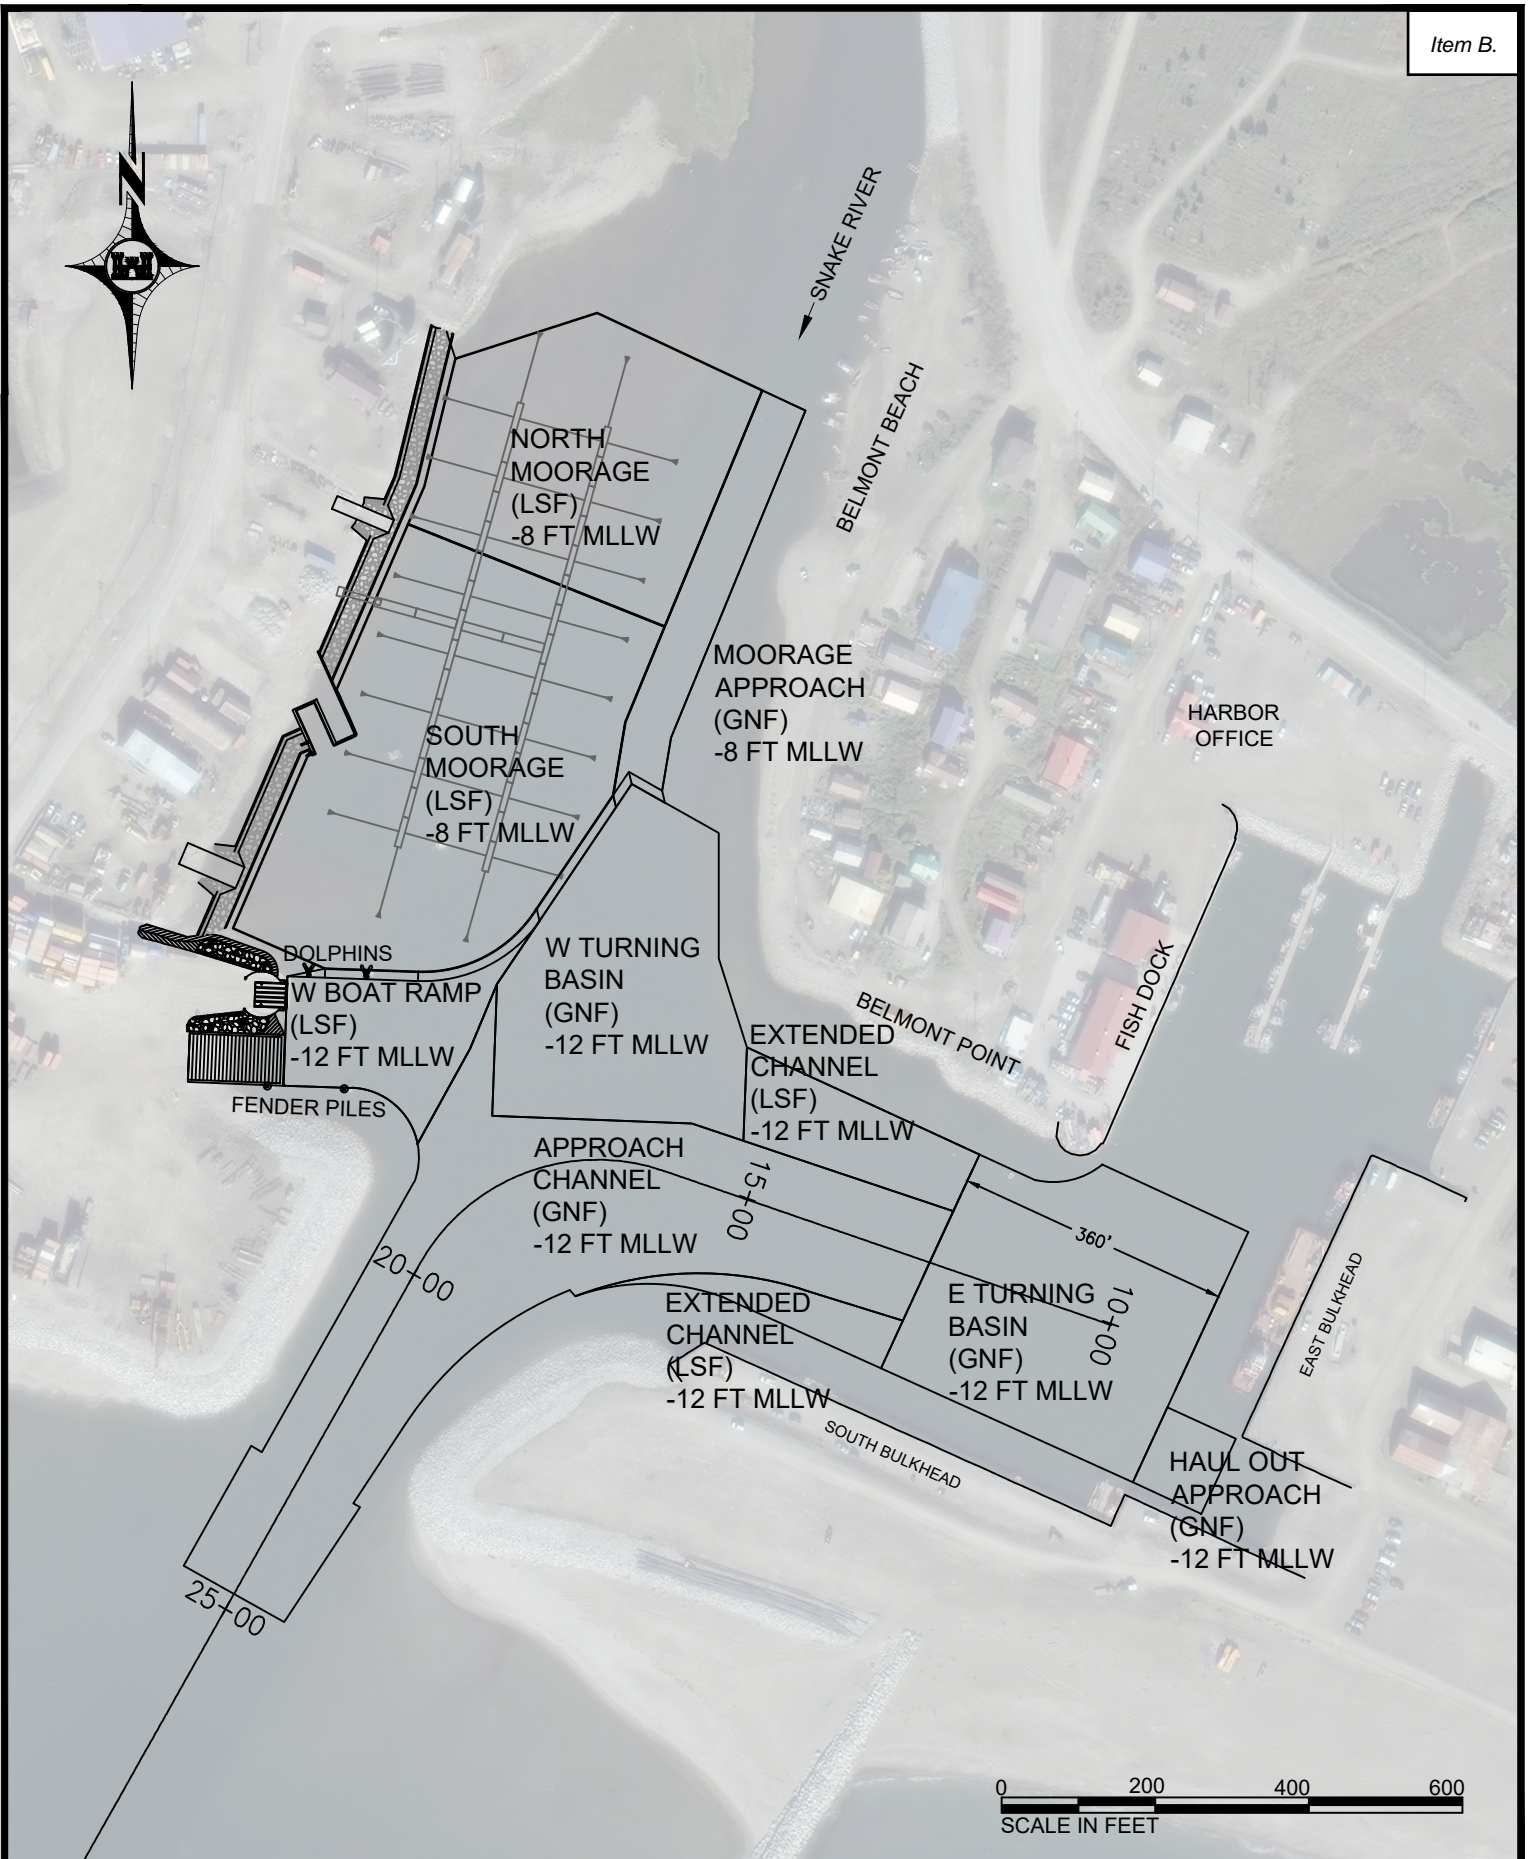 Item B.
N
SNAKE RIVER
BELMONT BEACH
NORTH
MOORAGE
(LSF)
-8 FT MLLW
MOORAGE
APPROACH
(GNF)
-8 FT MLLW
HARBOR
OFFICE
SOUTH
MOORAGE
(LSF)
-8 FT MLLW
DOLPHINS
W BOAT RAMP
(LSF)
-12 FT MLLW
FENDER PILES
W TURNING
BASIN
(GNF)
-12 FT MLLW
BELMONT POINT
FISH DOCK
EXTENDED
CHANNEL
(LSF)
-12 FT MLLW
APPROACH
CHANNEL
(GNF)
-12 FT MLLW
15+00
20+00
360'
EXTENDED
CHANNEL
(LSF)
-12 FT MLLW
E TURNING
BASIN
(GNF)
-12 FT MLLW
10+00
EAST BULKHEAD
SOUTH BULKHEAD
HAUL OUT
APPROACH
(GNF)
-12 FT MLLW
25+00
0 200 400 600
SCALE IN FEET